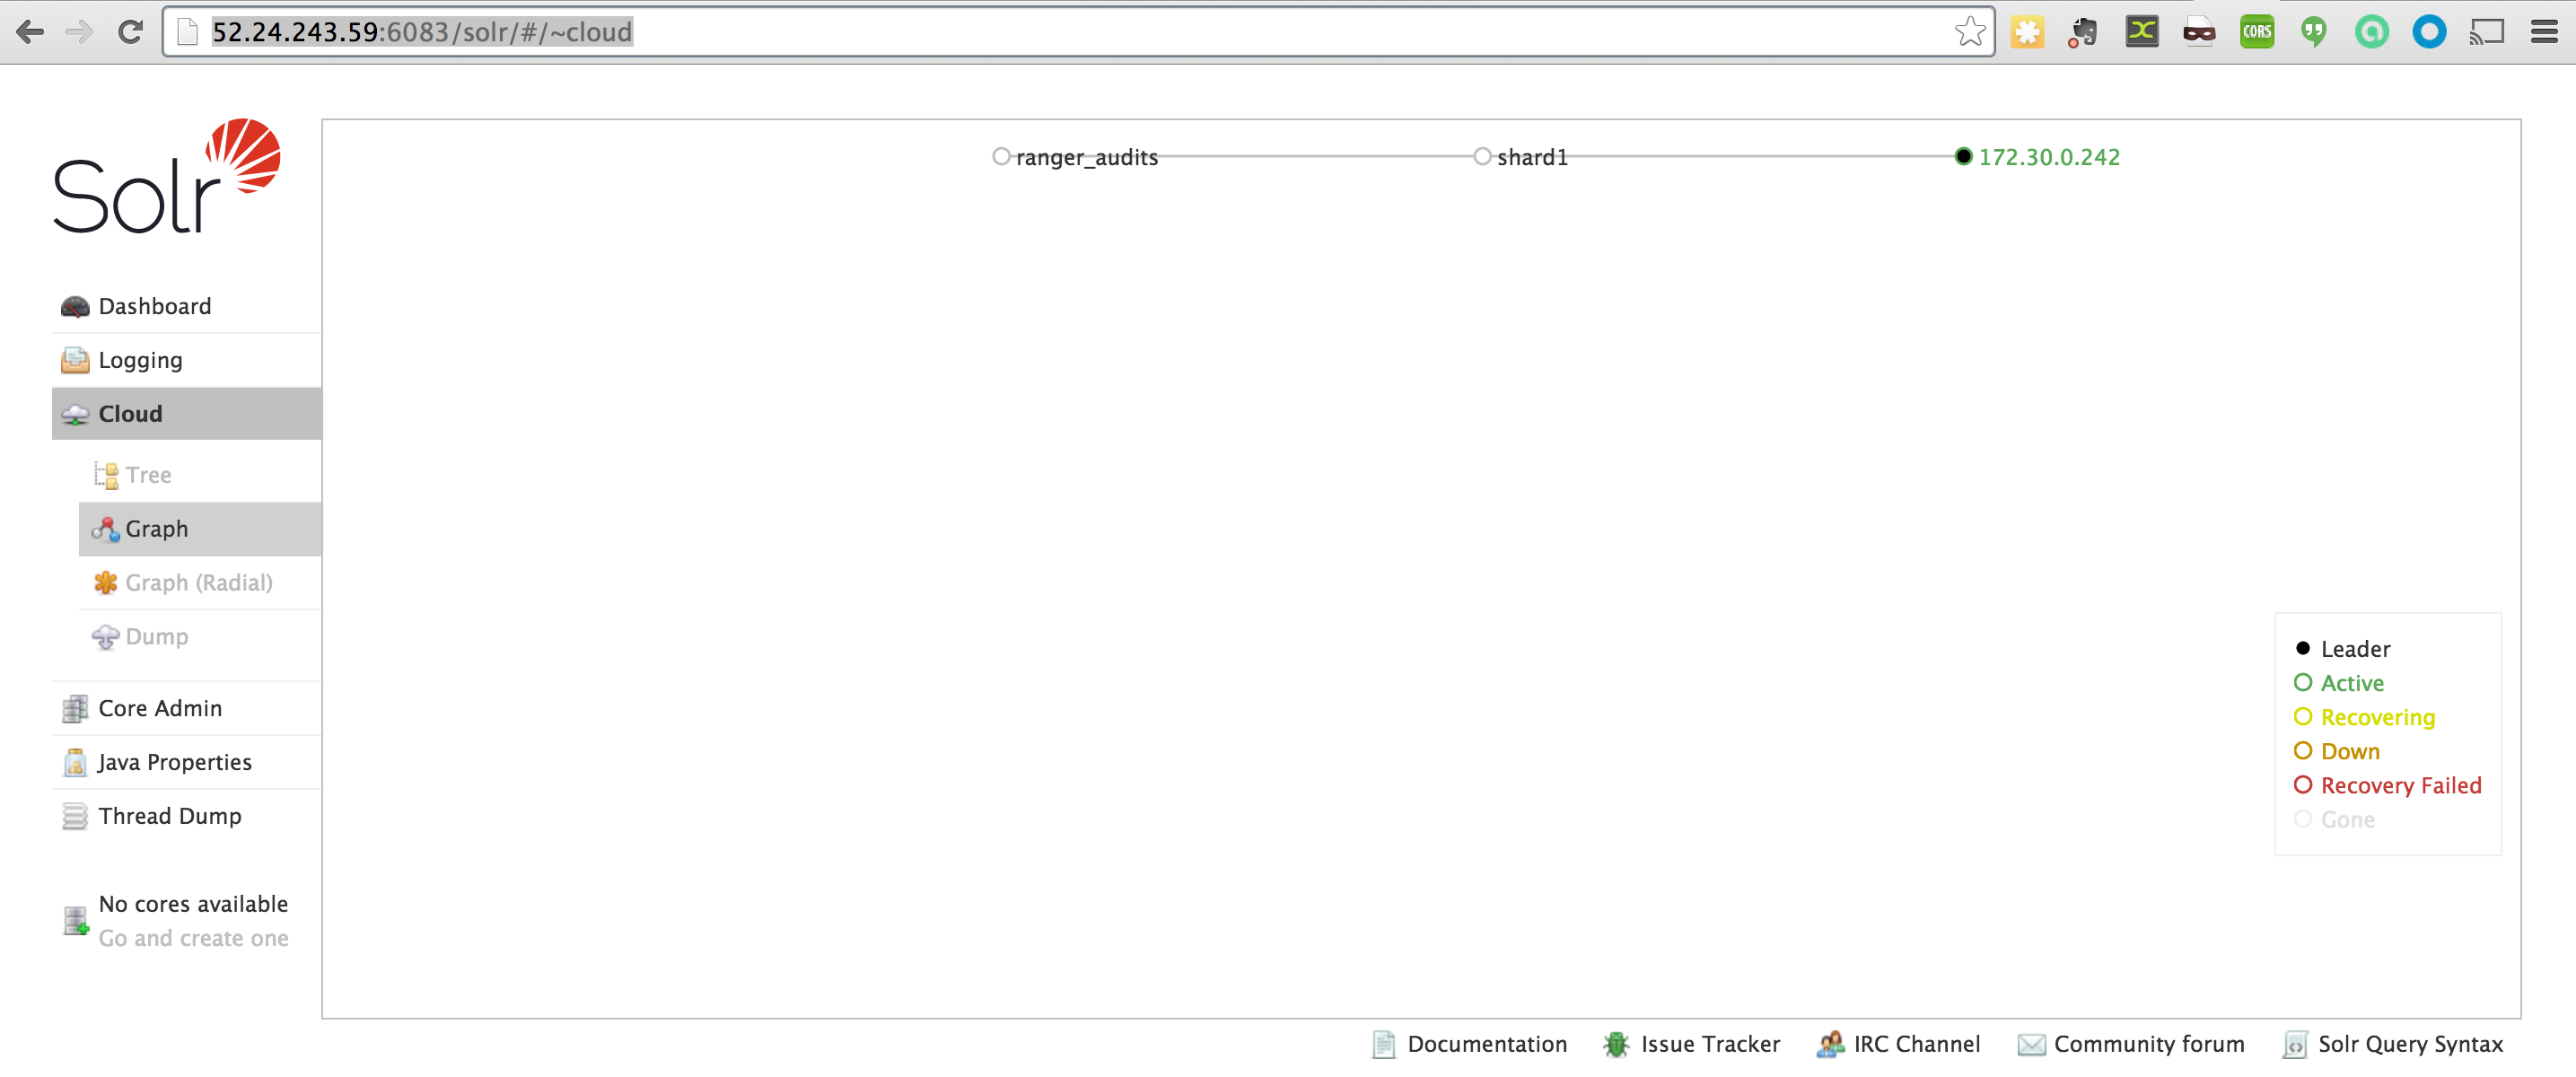 52.24.243.59:6083/solr/#/~cloud
CORS
Solr
ranger_audits
shard1
172.30.0.242
Dashboard
Logging
Cloud
Tree
Graph
Graph (Radial)
Dump
Core Admin
Java Properties
Thread Dump
No cores available
Go and create one
Leader
Active
Recovering
Down
Recovery Failed
Gone
Documentation
Issue Tracker
IRC Channel
Community forum
Solr Query Syntax